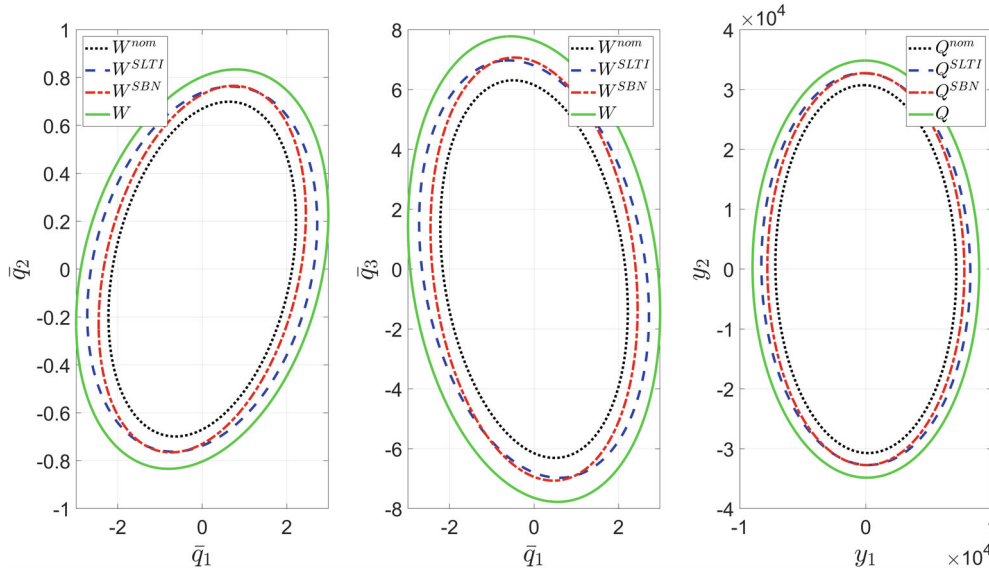 ×10⁴
1
0.8
0.6
0.4
0.2
0
-0.2
-0.4
-0.6
-0.8
-1
q̄₂
-2 0 2
q̄₁
W^nom
W^SLTI
W^SBN
W
8
6
4
2
0
-2
-4
-6
-8
q̄₃
-2 0 2
q̄₁
W^nom
W^SLTI
W^SBN
W
4
3
2
1
0
-1
-2
-3
-4
y₂
-1 0 1
y₁
×10⁴
Q^nom
Q^SLTI
Q^SBN
Q